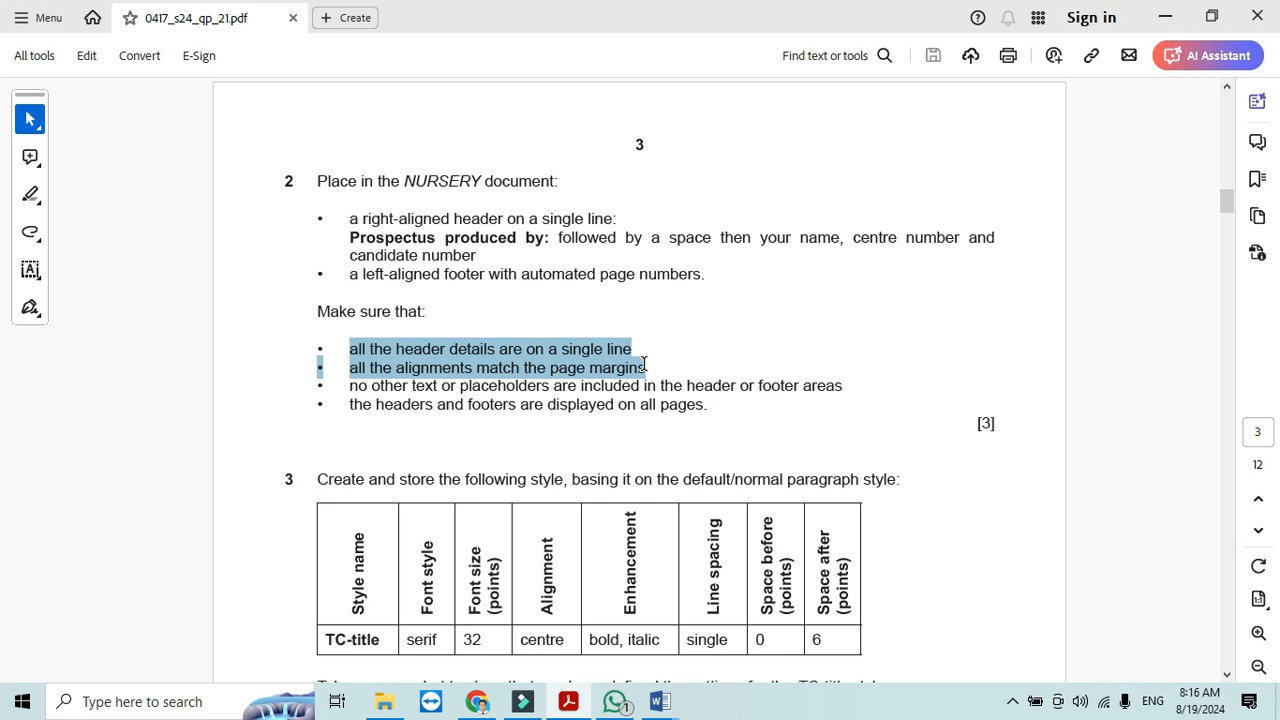 Menu
0417_s24_qp_21.pdf
Create
Sign in
All tools
Edit
Convert
E-Sign
Find text or tools
AI Assistant
3
2 Place in the NURSERY document:
• a right-aligned header on a single line:
Prospectus produced by: followed by a space then your name, centre number and
candidate number
• a left-aligned footer with automated page numbers.
Make sure that:
• all the header details are on a single line
• all the alignments match the page margins
• no other text or placeholders are included in the header or footer areas
• the headers and footers are displayed on all pages.
[3]
3 Create and store the following style, basing it on the default/normal paragraph style:
Style name
Font style
Font size
(points)
Alignment
Enhancement
Line spacing
Space before
(points)
Space after
(points)
TC-title serif 32 centre bold, italic single 0 6
3
12
Type here to search
1
ENG
8:16 AM
8/19/2024